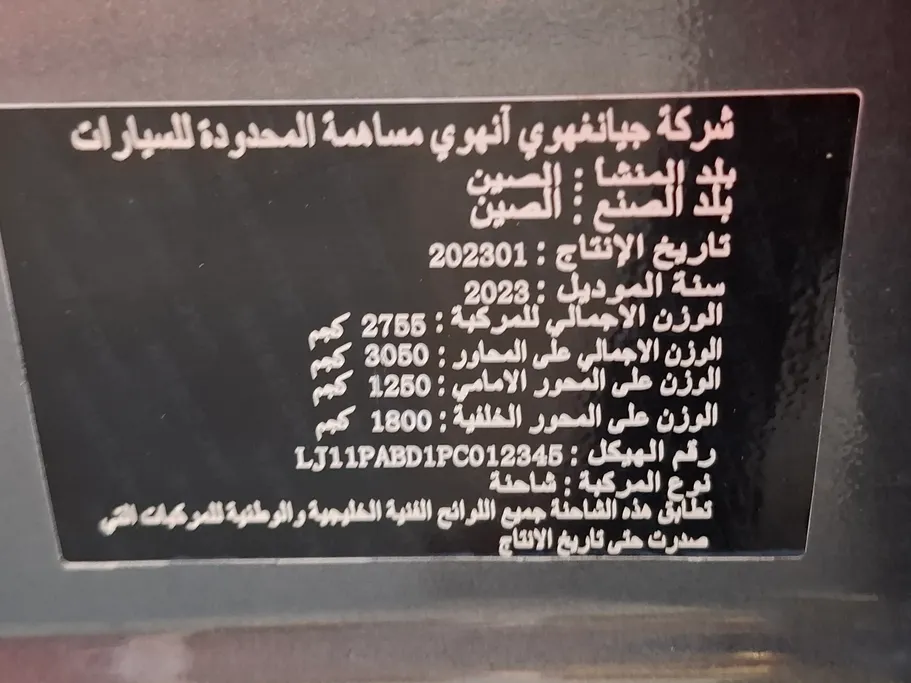 شركة جيانغهوي آنهوي مساهمة المحدودة للسيارات
بلد المنشأ : الصين
بلد الصنع : الصين
تاريخ الإنتاج : 202301
سنة الموديل : 2023
الوزن الاجمالي للمركبة : 2755 كجم
الوزن الاجمالي على المحاور : 3050 كجم
الوزن على المحور الامامي : 1250 كجم
الوزن على المحور الخلفية : 1800 كجم
رقم الهيكل : LJ11PABD1PC012345
نوع المركبة : شاحنة
تطابق هذه الشاحنة جميع اللوائح الفنية الخليجية والوطنية للمركبات التي
صدرت حتى تاريخ الانتاج